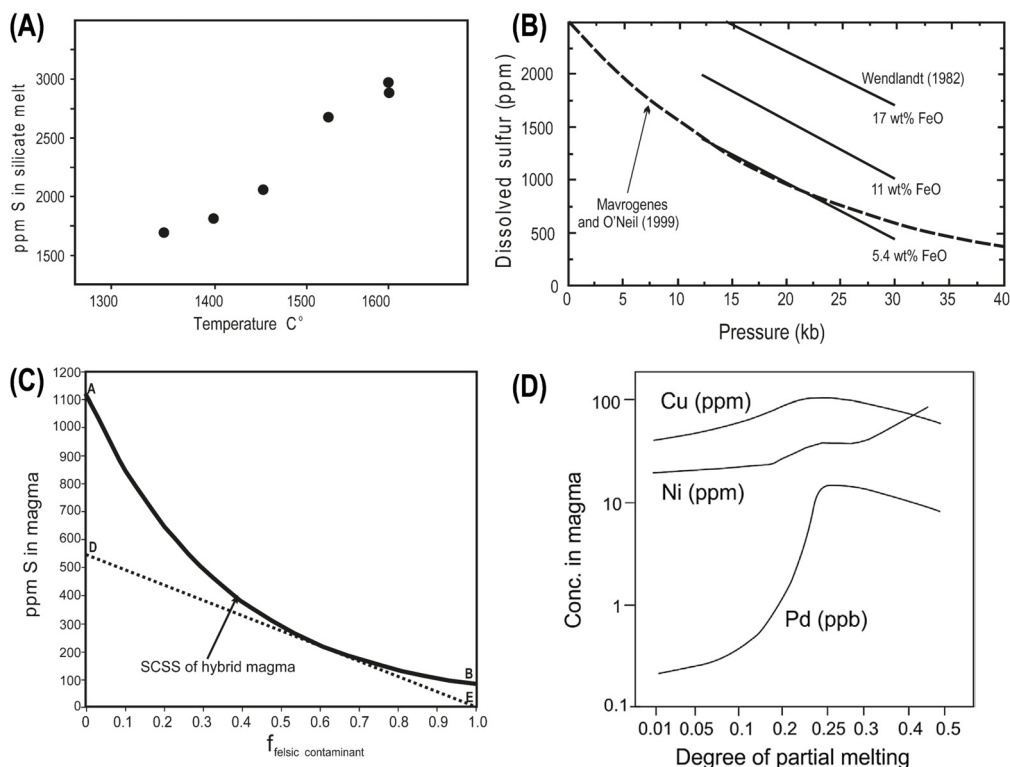 (A)
ppm S in silicate melt
3000
2500
2000
1500
1300 1400 1500 1600
Temperature C°
(B)
Dissolved sulfur (ppm)
2000
1500
1000
500
0
Wendlandt (1982)
17 wt% FeO
11 wt% FeO
5.4 wt% FeO
Mavrogenes
and O'Neil (1999)
0 5 10 15 20 25 30 35 40
Pressure (kb)
(C)
ppm S in magma
1200
1100
1000
900
800
700
600
500
400
300
200
100
0
A
D
SCSS of hybrid magma
B
E
0 0.1 0.2 0.3 0.4 0.5 0.6 0.7 0.8 0.9 1.0
f felsic contaminant
(D)
Conc. in magma
100
10
1
0.1
Cu (ppm)
Ni (ppm)
Pd (ppb)
0.01 0.05 0.1 0.2 0.25 0.3 0.4 0.5
Degree of partial melting